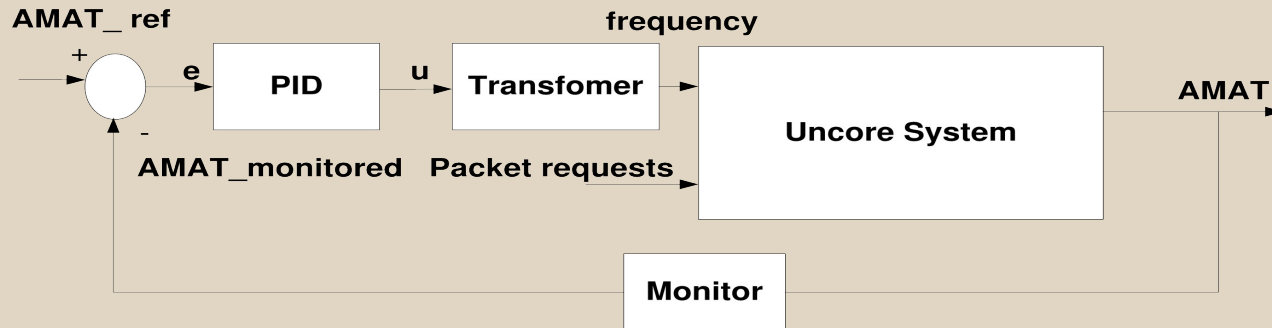 AMAT_ ref
frequency
+
e
PID
u
Transfomer
AMAT
Uncore System
-
AMAT_monitored
Packet requests
Monitor